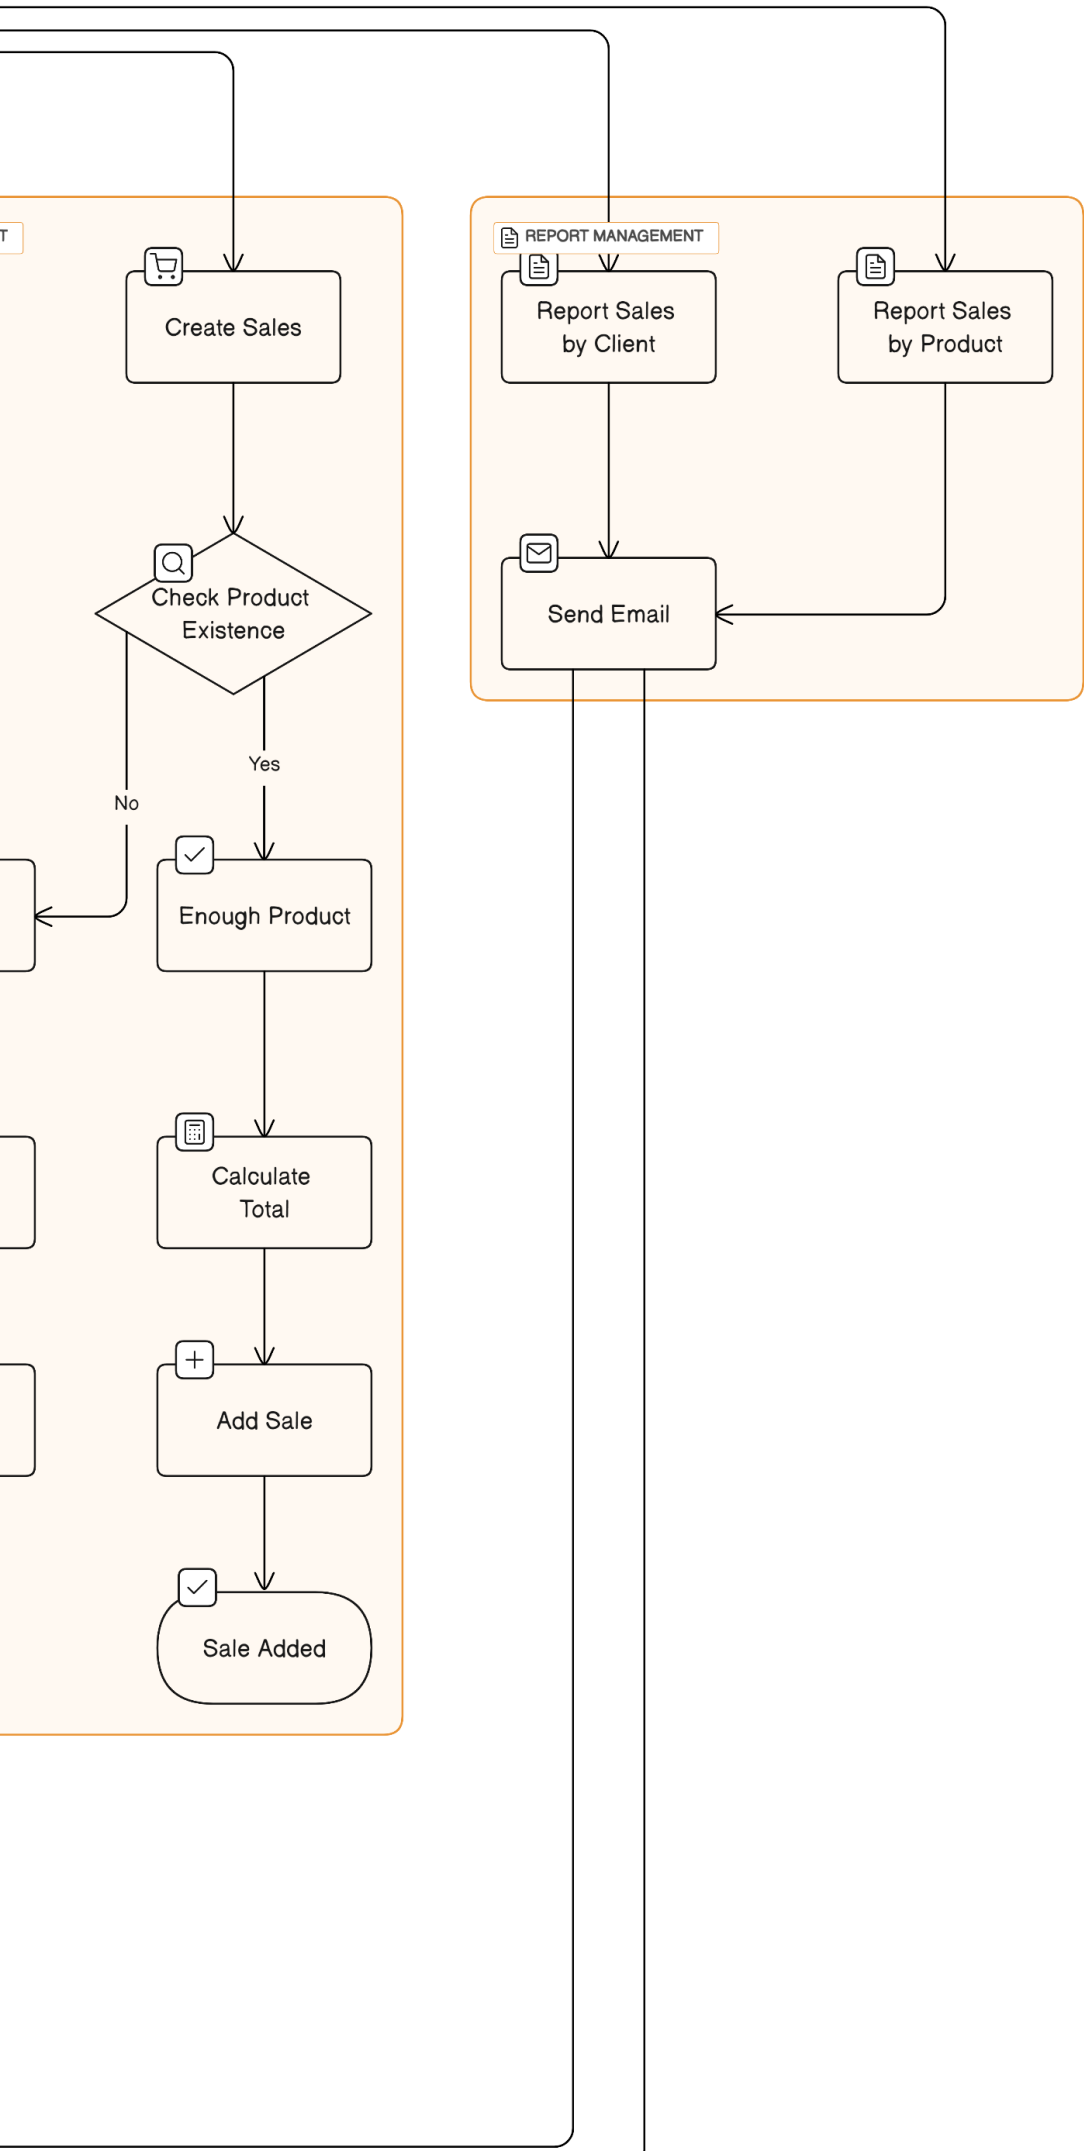 T
REPORT MANAGEMENT
Create Sales
Report Sales
by Client
Report Sales
by Product
Check Product
Existence
Send Email
Yes
No
Enough Product
Calculate
Total
Add Sale
Sale Added